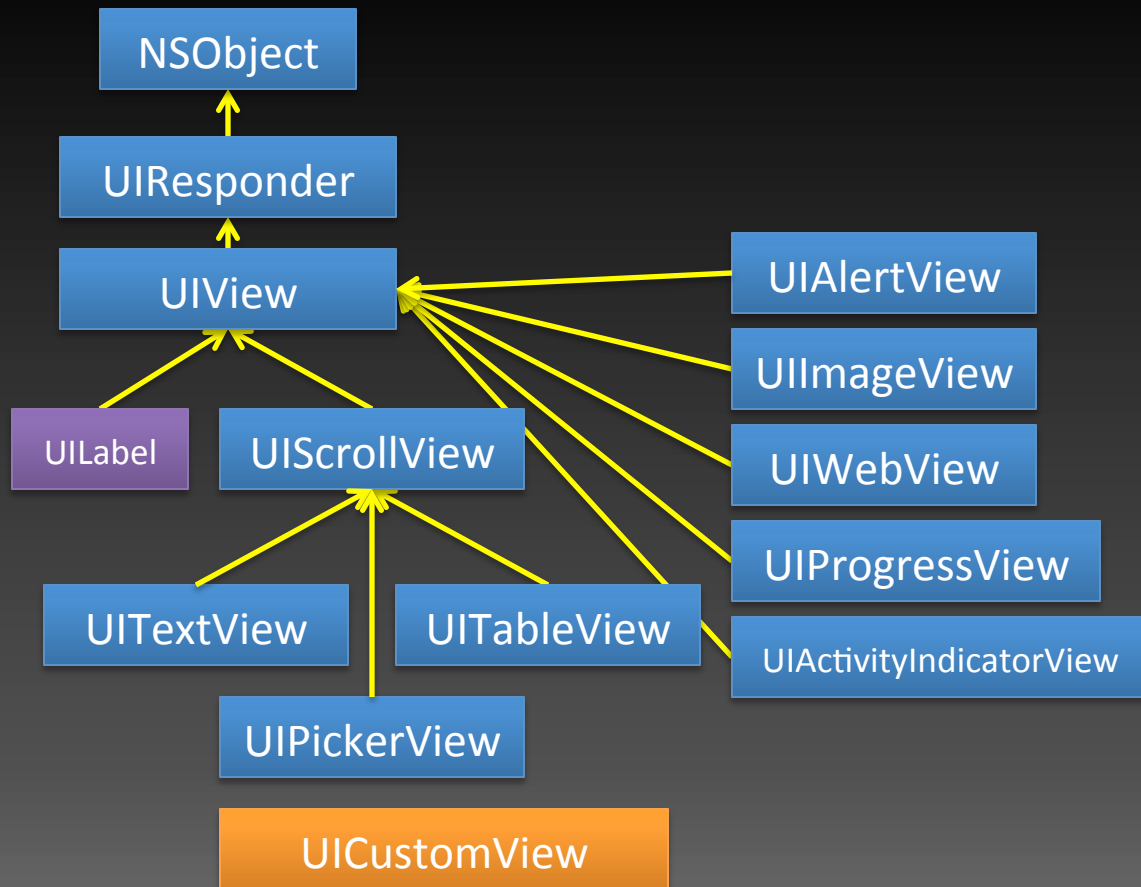 NSObject
UIResponder
UIView
UIAlertView
UIImageView
UILabel
UIScrollView
UIWebView
UIProgressView
UITextView
UITableView
UIActivityIndicatorView
UIPickerView
UICustomView